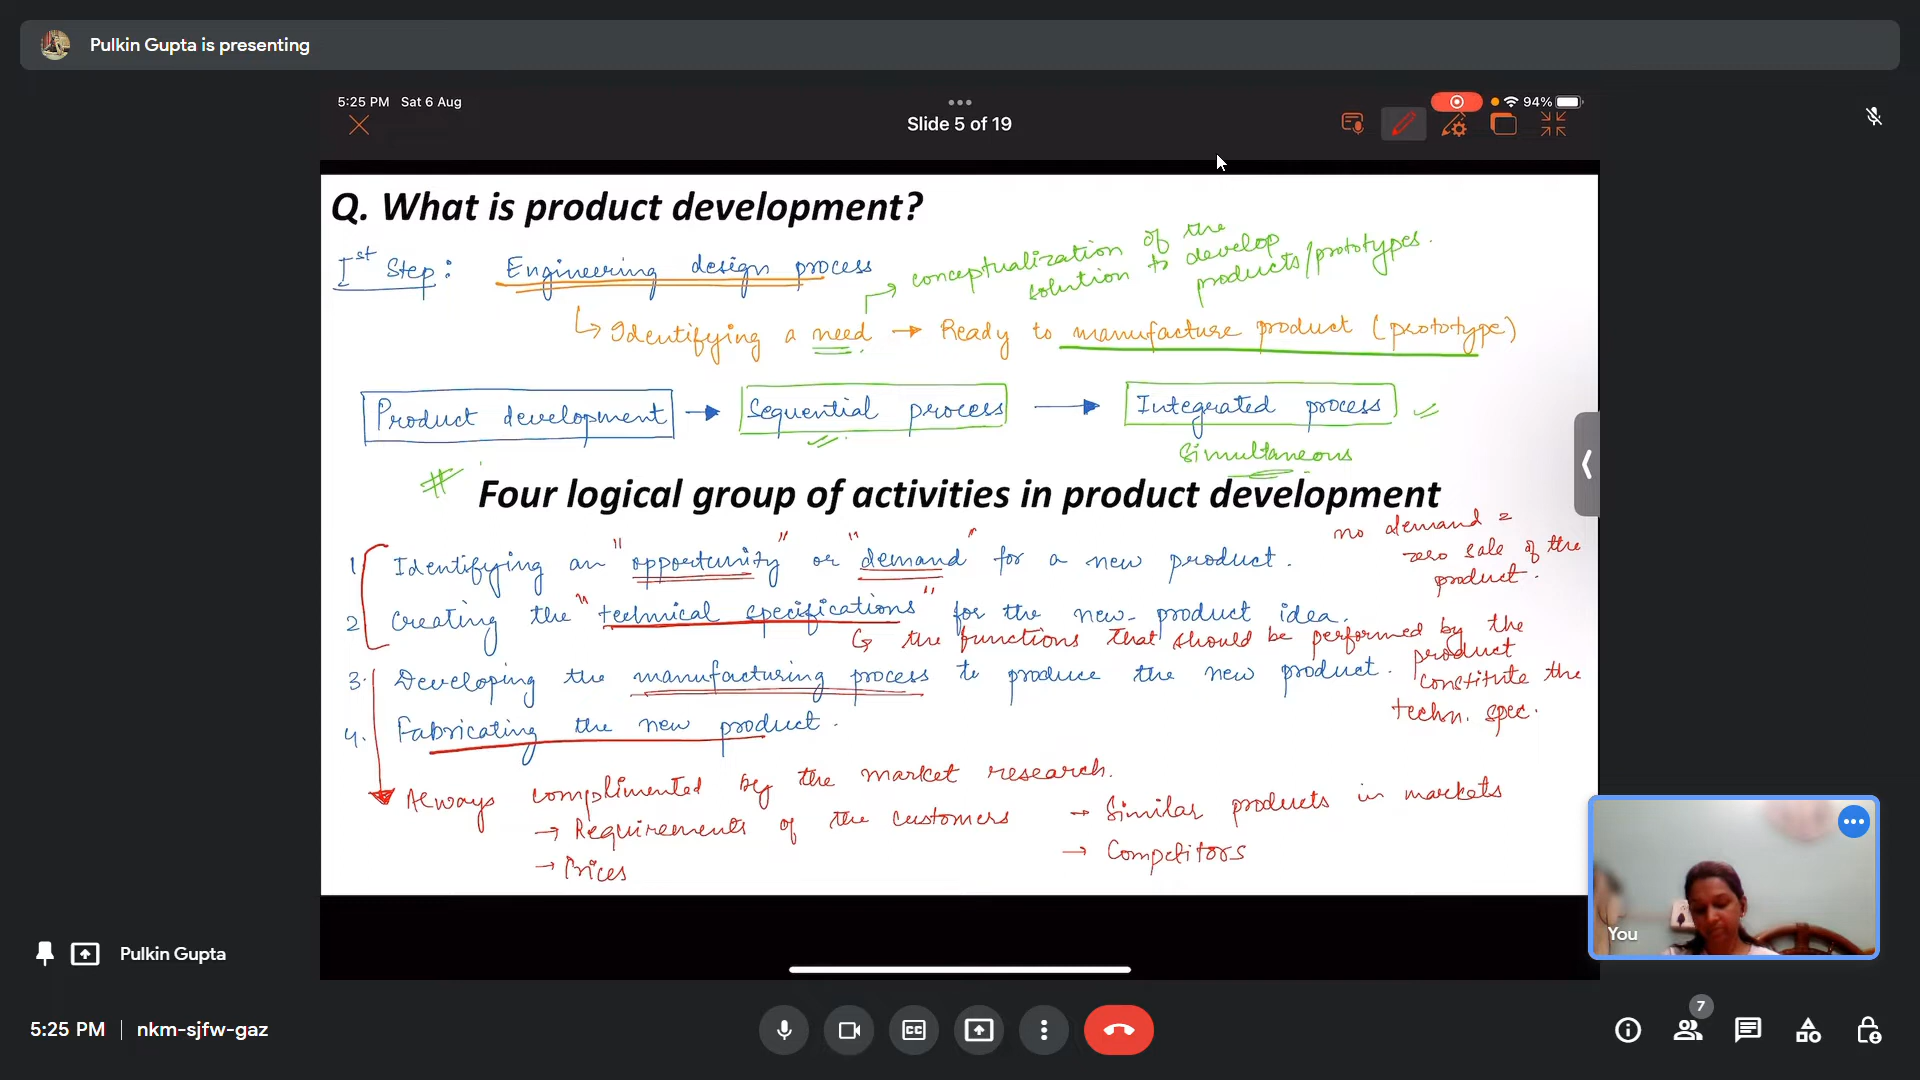 Pulkin Gupta is presenting
5:25 PM Sat 6 Aug
94%
Slide 5 of 19
Q. What is product development?
Ist Step: Engineering design process
conceptualization of the
solution to develop
products/prototypes.
↳ Identifying a need → Ready to manufacture product (prototype)
Product development → Sequential process → Integrated process
Simultaneous
# Four logical group of activities in product development
no demand =
zero sale of the
product.
1 Identifying an "opportunity" or "demand" for a new product.
2 Creating the "technical specifications" for the new product idea.
↳ the functions that should be performed by the
product
constitute the
techn. spec.
3. Developing the manufacturing process to produce the new product.
4. Fabricating the new product.
Always complimented by the market research.
→ Requirements of the customers
→ Prices
→ Similar products in markets
→ Competitors
You
Pulkin Gupta
5:25 PM | nkm-sjfw-gaz
CC
7